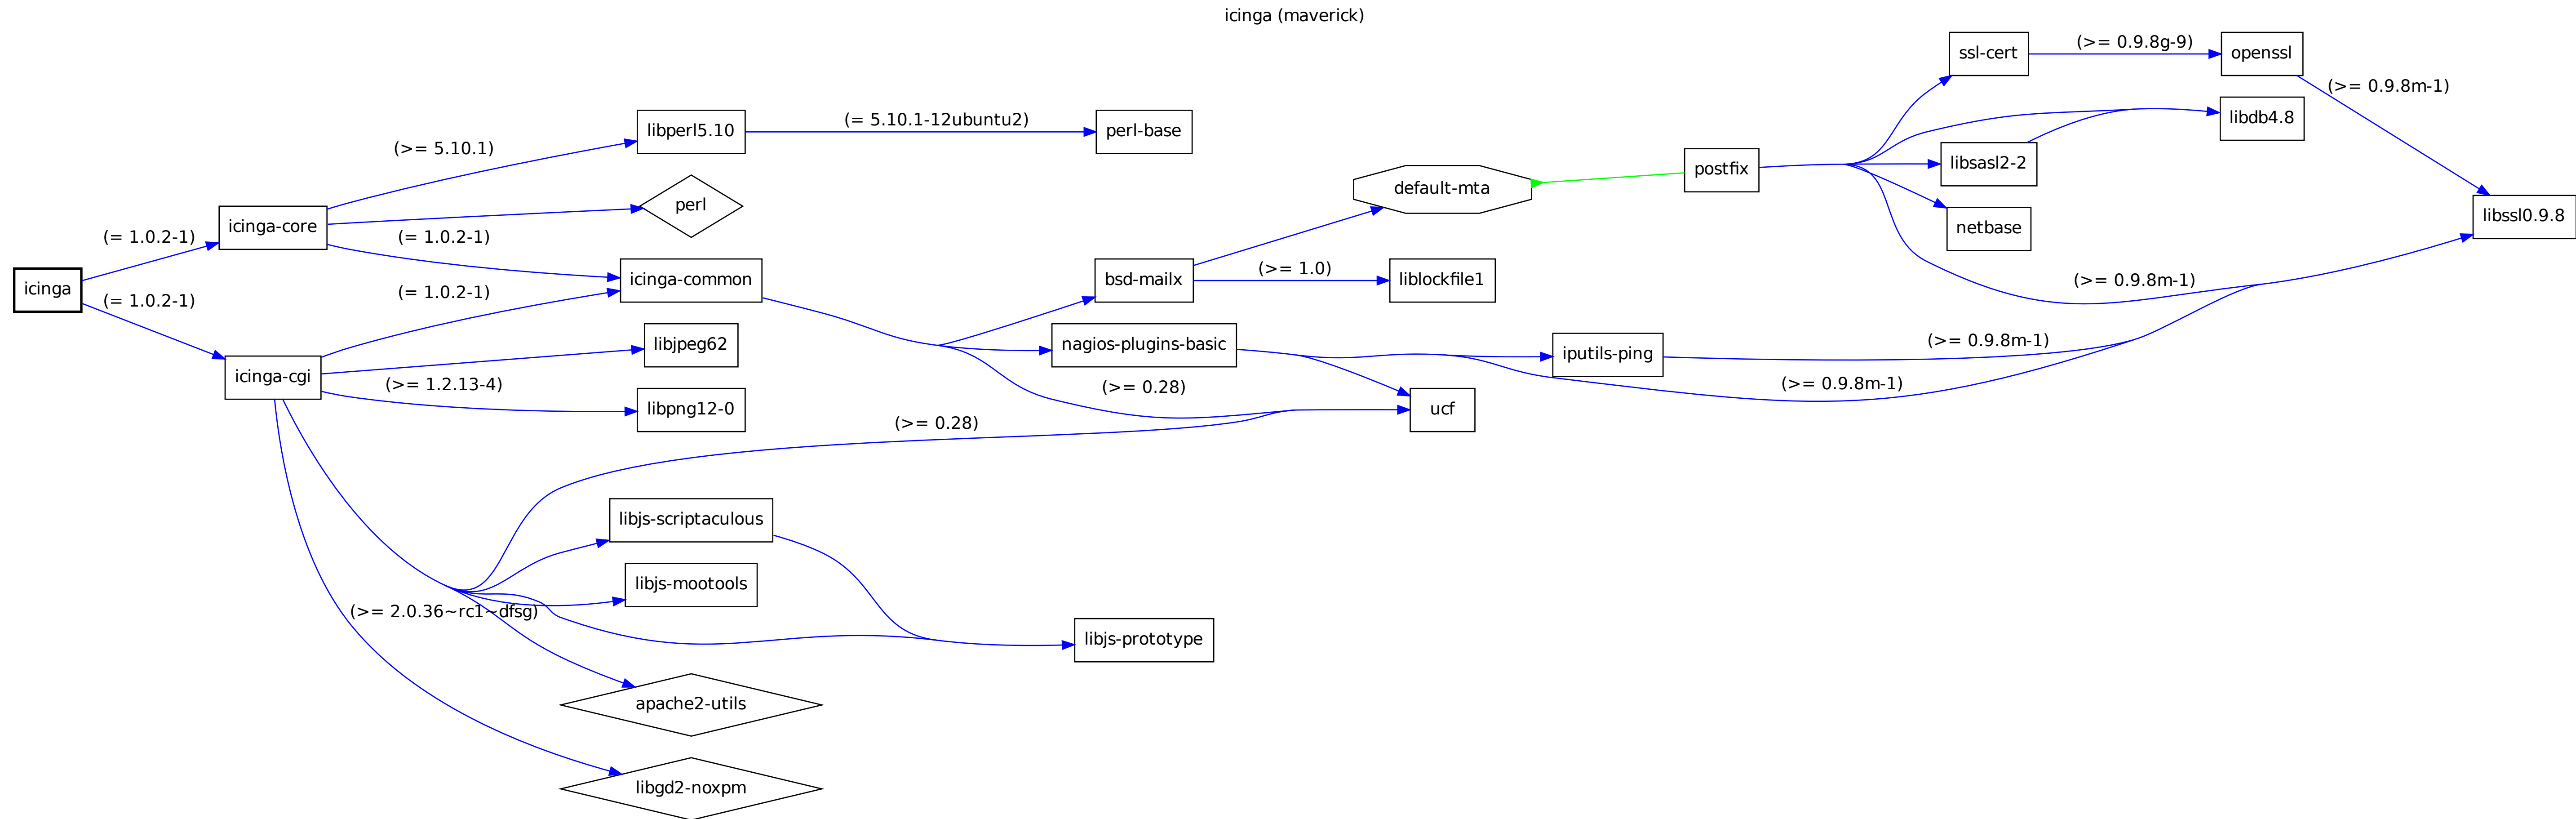 icinga (maverick)
ssl-cert
(>= 0.9.8g-9)
openssl
(>= 0.9.8m-1)
libperl5.10
(= 5.10.1-12ubuntu2)
perl-base
libdb4.8
(>= 5.10.1)
libsasl2-2
postfix
default-mta
perl
icinga-core
netbase
libssl0.9.8
(= 1.0.2-1)
(= 1.0.2-1)
icinga
icinga-common
bsd-mailx
(>= 1.0)
liblockfile1
(>= 0.9.8m-1)
(= 1.0.2-1)
(= 1.0.2-1)
libjpeg62
nagios-plugins-basic
iputils-ping
(>= 0.9.8m-1)
icinga-cgi
(>= 1.2.13-4)
(>= 0.28)
(>= 0.9.8m-1)
libpng12-0
ucf
(>= 0.28)
libjs-scriptaculous
libjs-mootools
(>= 2.0.36~rc1~dfsg)
libjs-prototype
apache2-utils
libgd2-noxpm